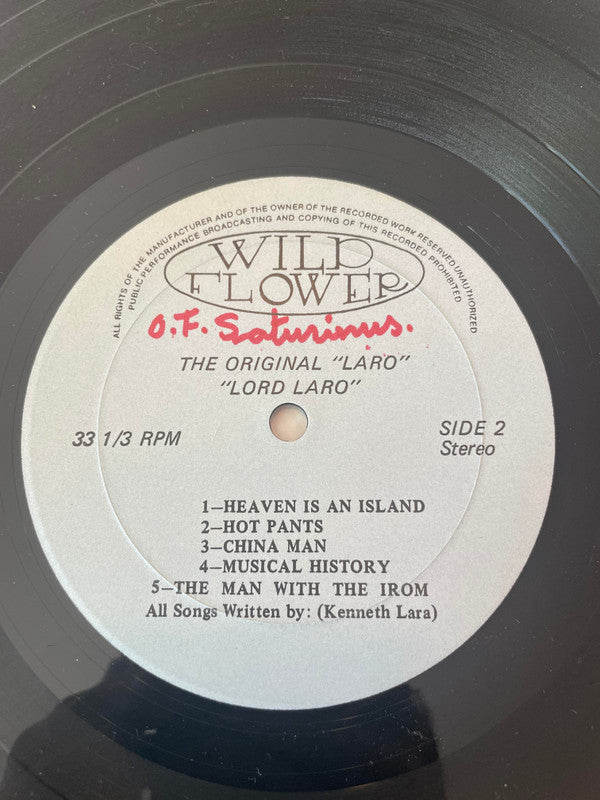 ALL RIGHTS OF THE MANUFACTURER AND OF THE OWNER OF THE RECORDED WORK RESERVED UNAUTHORIZED
PUBLIC PERFORMANCE BROADCASTING AND COPYING OF THIS RECORDED PROHIBITED
WILD
FLOWER
O.F. Saturinus.
THE ORIGINAL "LARO"
"LORD LARO"
33 1/3 RPM
SIDE 2
Stereo
1—HEAVEN IS AN ISLAND
2—HOT PANTS
3—CHINA MAN
4—MUSICAL HISTORY
5—THE MAN WITH THE IROM
All Songs Written by: (Kenneth Lara)